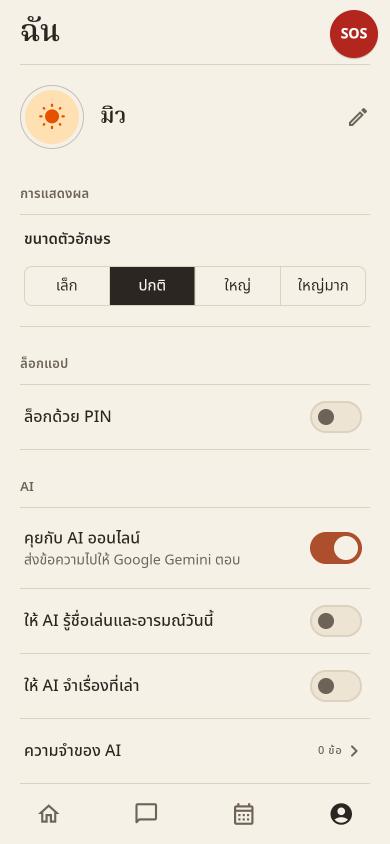 ฉัน
SOS
มิว
การแสดงผล
ขนาดตัวอักษร
เล็ก
ปกติ
ใหญ่
ใหญ่มาก
ล็อกแอป
ล็อกด้วย PIN
AI
คุยกับ AI ออนไลน์
ส่งข้อความไปให้ Google Gemini ตอบ
ให้ AI รู้ชื่อเล่นและอารมณ์วันนี้
ให้ AI จำเรื่องที่เล่า
ความจำของ AI
0 ข้อ